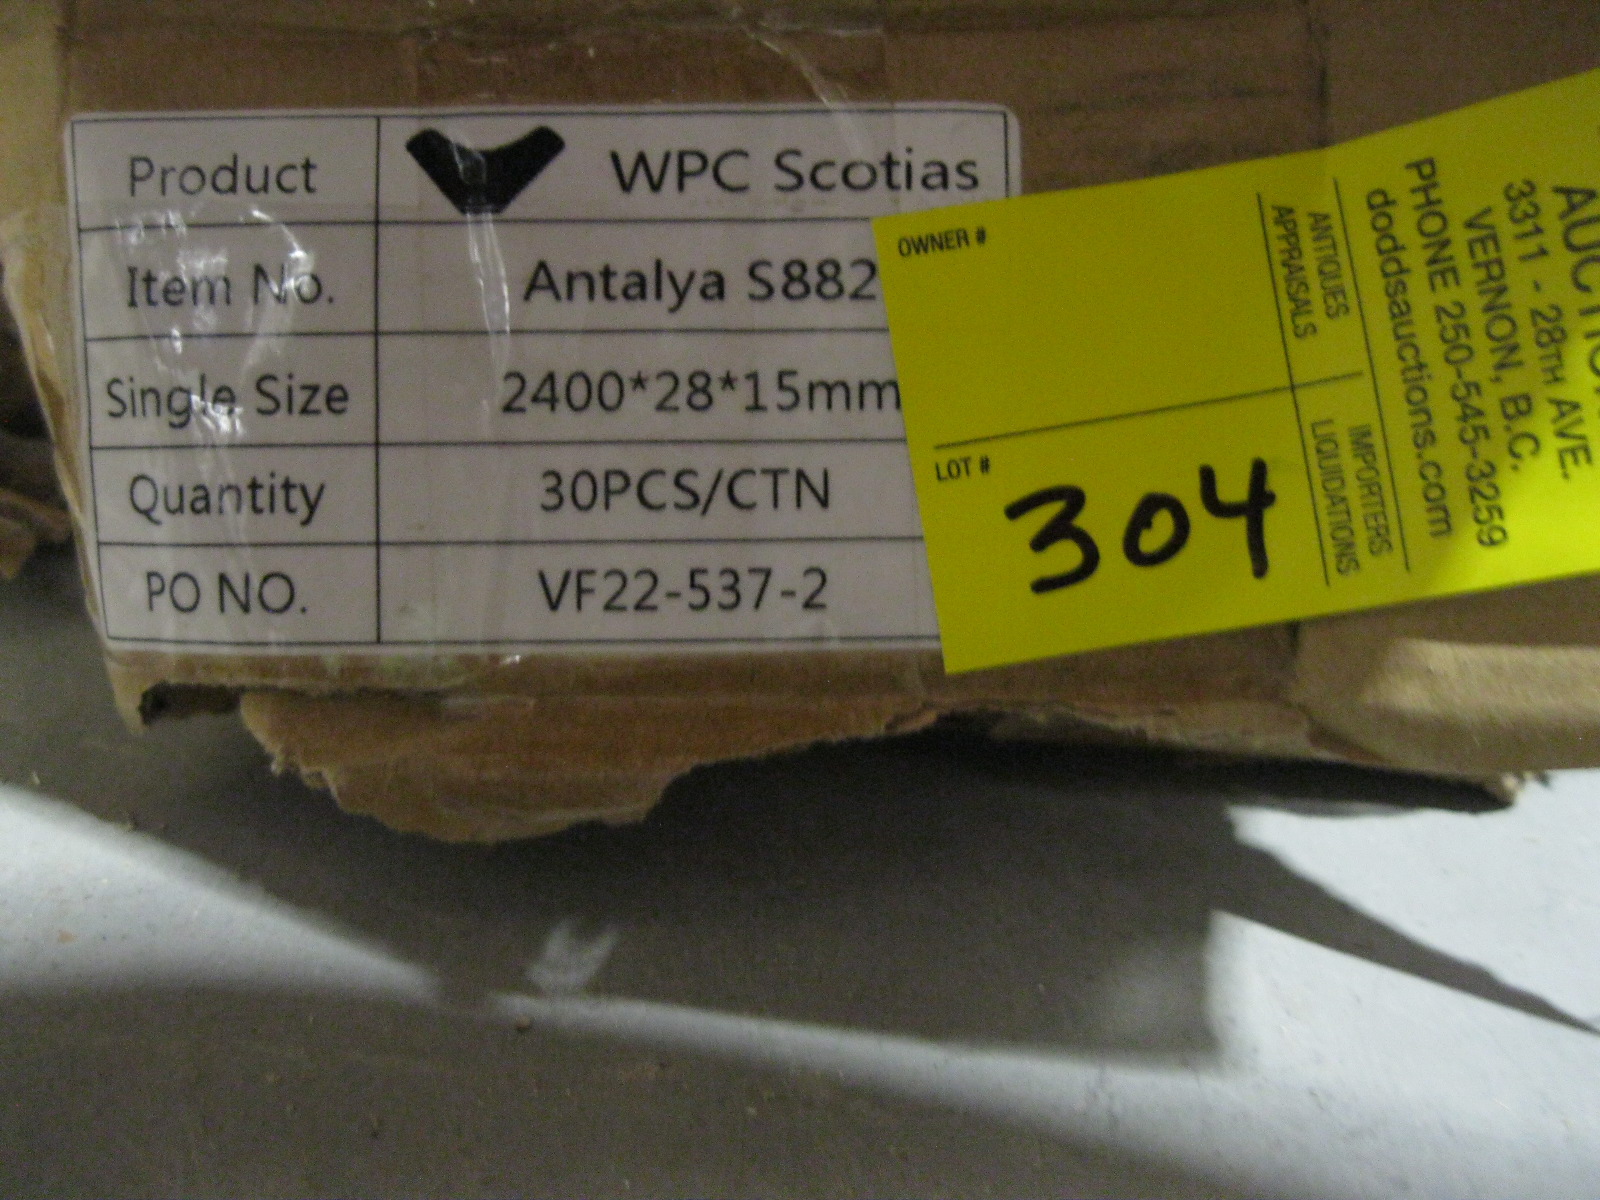 Product WPC Scotias
Item No. Antalya S882
Single Size 2400*28*15mm
Quantity 30PCS/CTN
PO NO. VF22-537-2
OWNER #
LOT # 304
ANTIQUES
APPRAISALS
IMPORTERS
LIQUIDATIONS
3311 - 28TH AVE.
VERNON, B.C.
PHONE 250-545-3259
doddsauctions.com